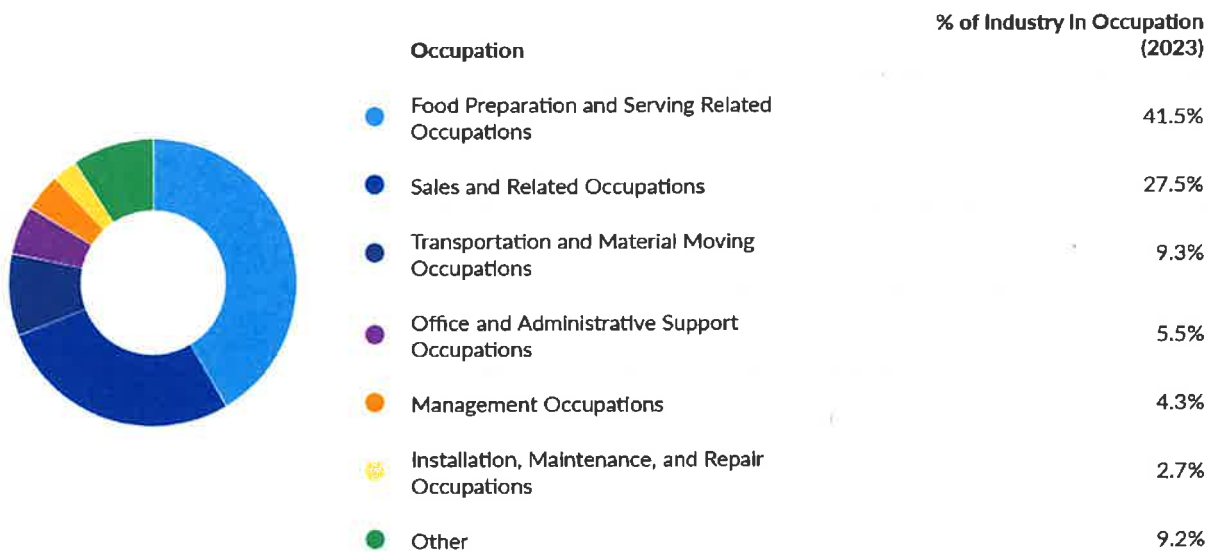 % of Industry in Occupation
Occupation
(2023)
Food Preparation and Serving Related
Occupations
41.5%
Sales and Related Occupations
27.5%
Transportation and Material Moving
Occupations
9.3%
Office and Administrative Support
Occupations
5.5%
Management Occupations
4.3%
Installation, Maintenance, and Repair
Occupations
2.7%
Other
9.2%